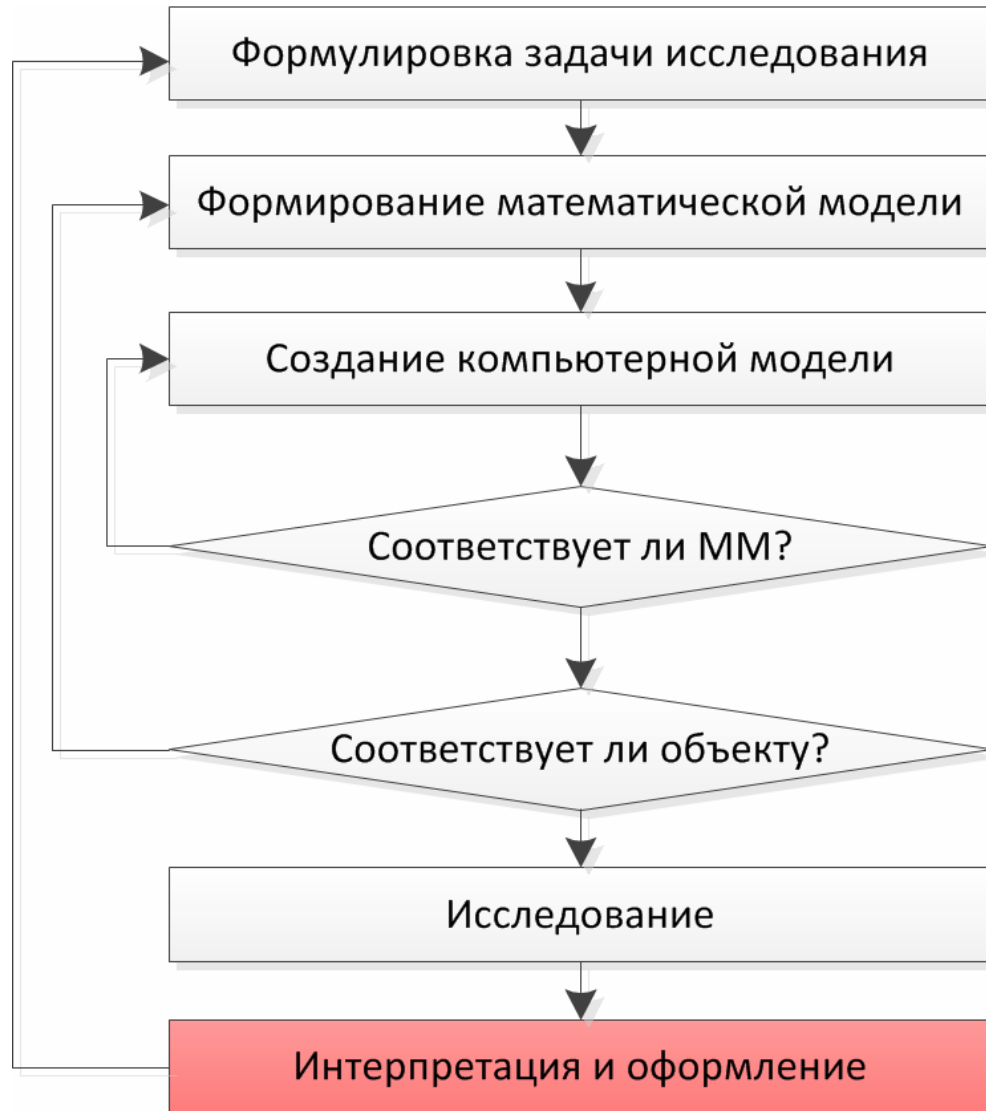 Формулировка задачи исследования
Формирование математической модели
Создание компьютерной модели
Соответствует ли ММ?
Соответствует ли объекту?
Исследование
Интерпретация и оформление